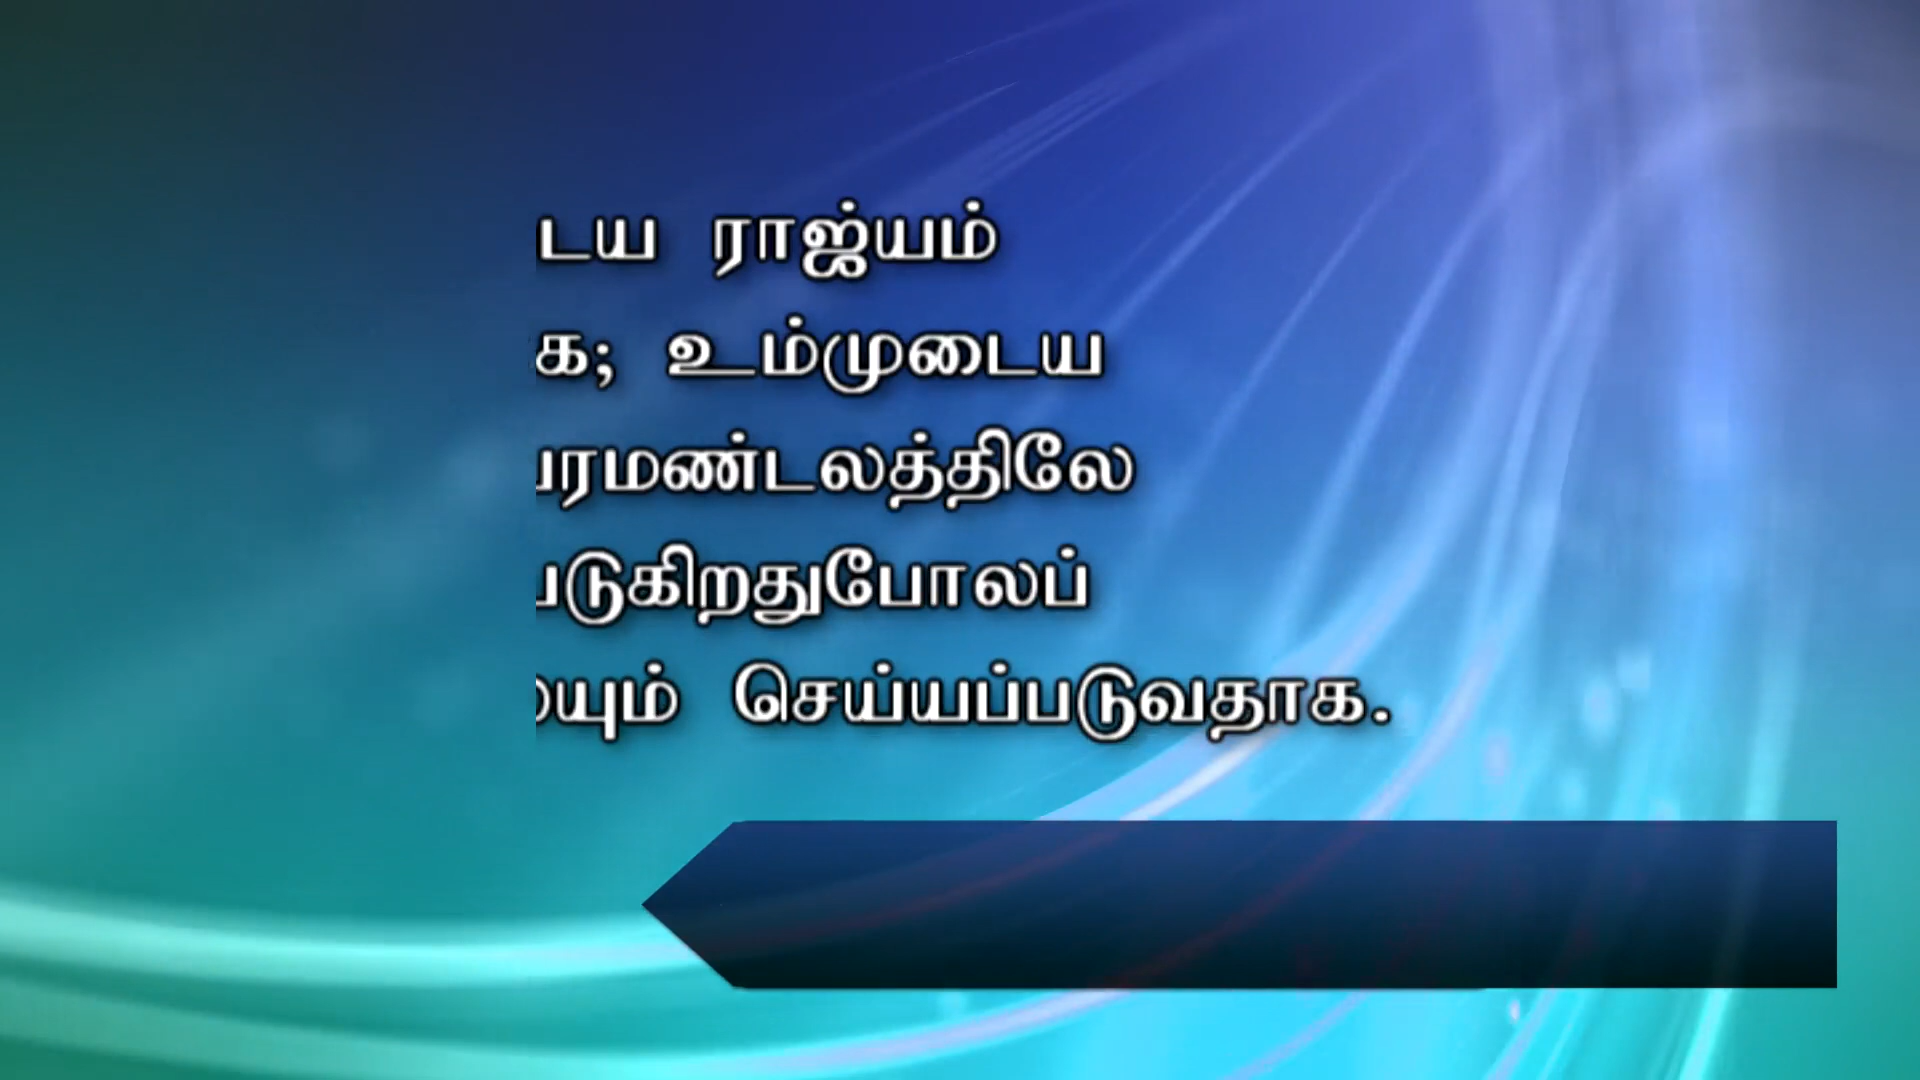 டய ராஜ்யம்
க; உம்முடைய
பரமண்டலத்திலே
படுகிறதுபோலப்
யும் செய்யப்படுவதாக.